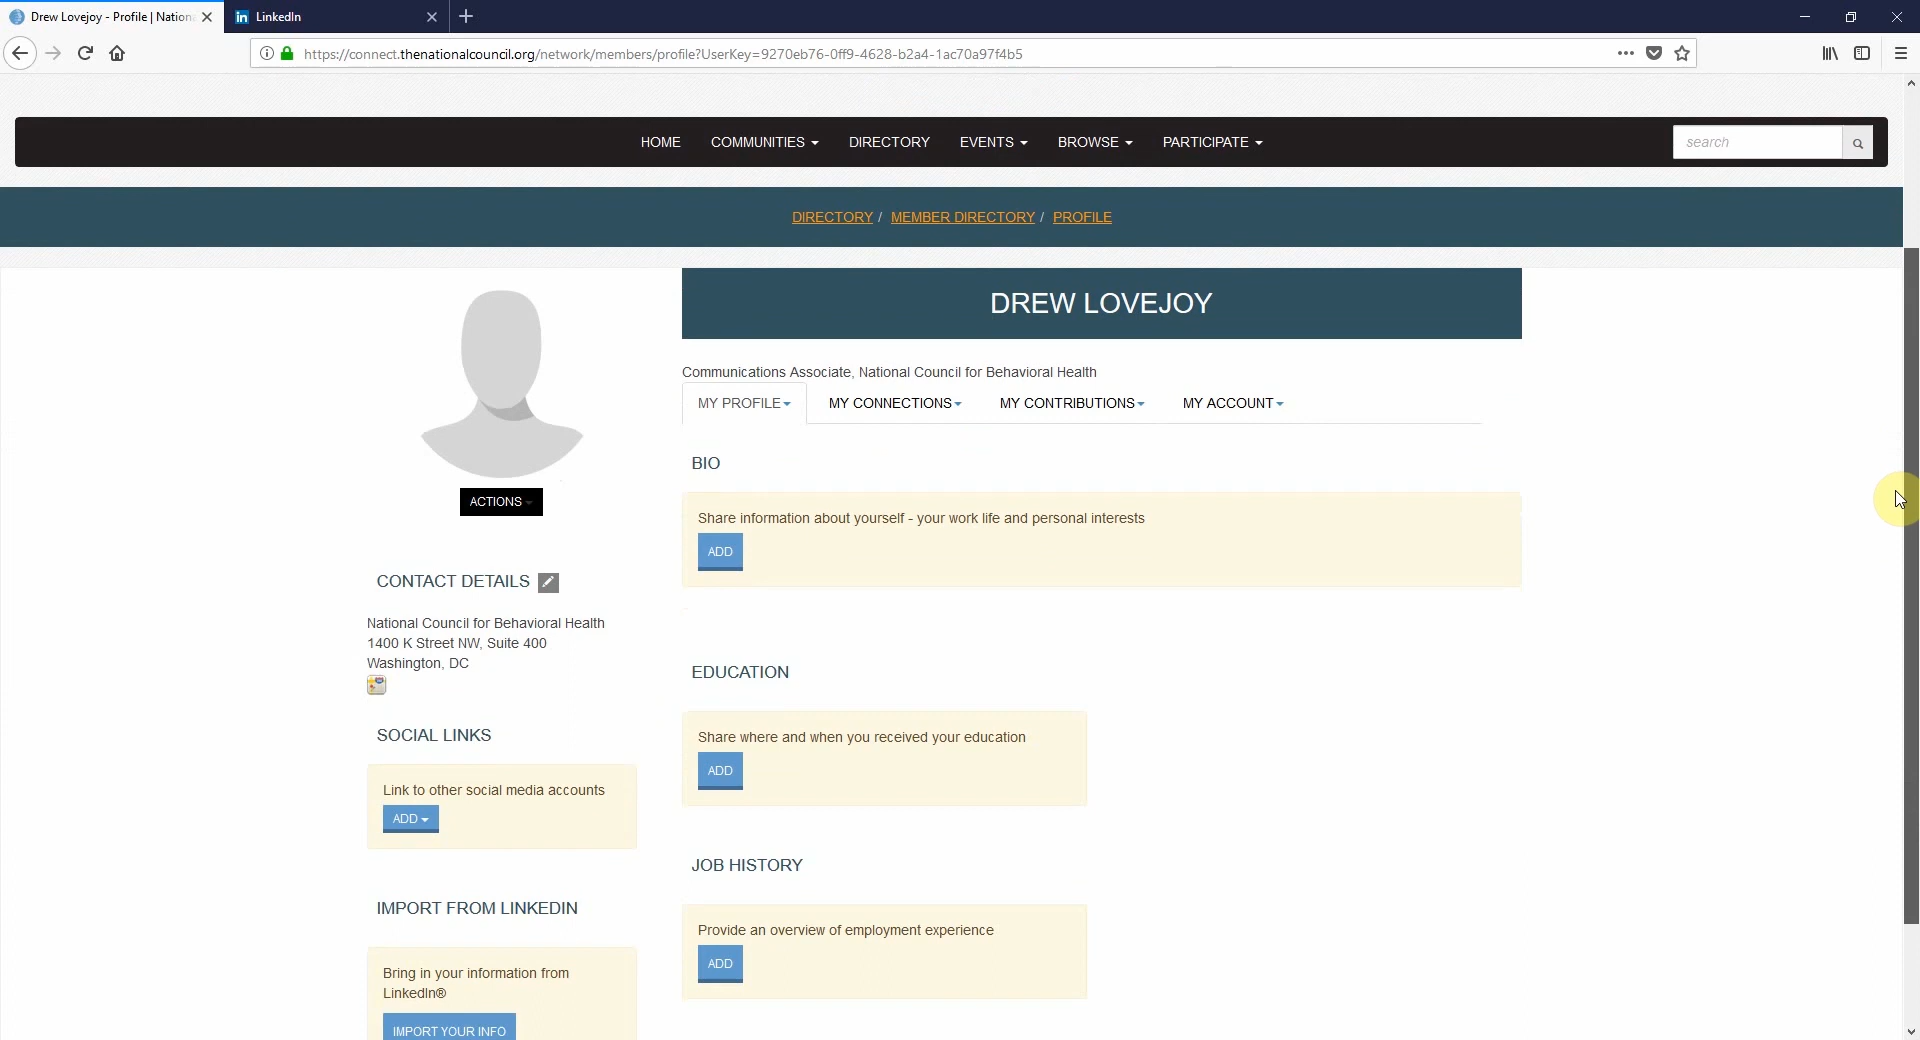 Drew Lovejoy - Profile | Nationa
LinkedIn
https://connect.thenationalcouncil.org/network/members/profile?UserKey=9270eb76-0ff9-4628-b2a4-1ac70a97f4b5
HOME COMMUNITIES DIRECTORY EVENTS BROWSE PARTICIPATE search
DIRECTORY / MEMBER DIRECTORY / PROFILE
DREW LOVEJOY
Communications Associate, National Council for Behavioral Health
MY PROFILE MY CONNECTIONS MY CONTRIBUTIONS MY ACCOUNT
ACTIONS
CONTACT DETAILS
National Council for Behavioral Health
1400 K Street NW, Suite 400
Washington, DC
SOCIAL LINKS
Link to other social media accounts
ADD
IMPORT FROM LINKEDIN
Bring in your information from
LinkedIn®
IMPORT YOUR INFO
BIO
Share information about yourself - your work life and personal interests
ADD
EDUCATION
Share where and when you received your education
ADD
JOB HISTORY
Provide an overview of employment experience
ADD